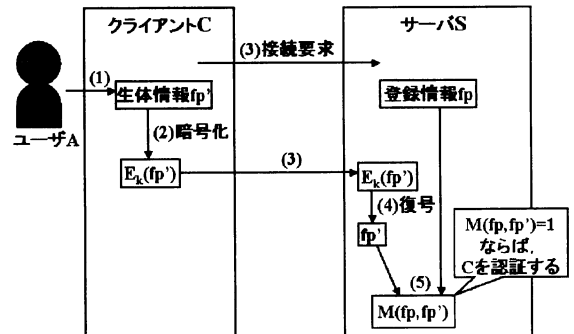 クライアントC
サーバS
(3)接続要求
(1)
生体情報fp'
登録情報fp
ユーザA
(2)暗号化
Ek(fp')
(3)
Ek(fp')
(4)復号
fp'
M(fp,fp')=1
ならば,
Cを認証する
(5)
M(fp,fp')